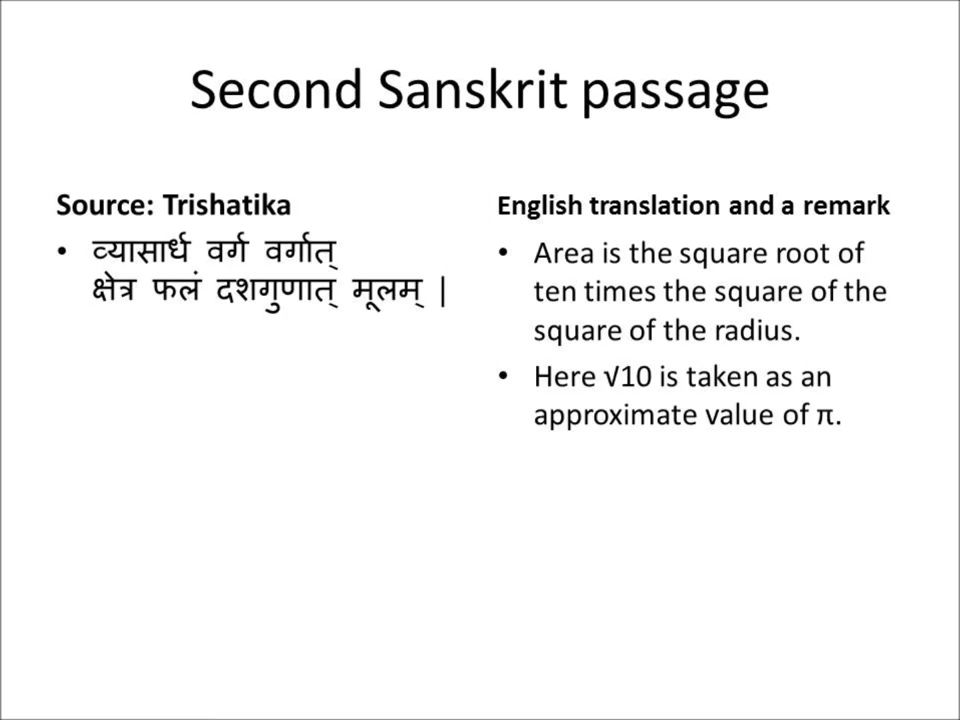 Second Sanskrit passage
Source: Trishatika
• व्यासार्ध वर्ग वर्गात्
क्षेत्र फलं दशगुणात् मूलम् |
English translation and a remark
• Area is the square root of
ten times the square of the
square of the radius.
• Here √10 is taken as an
approximate value of π.